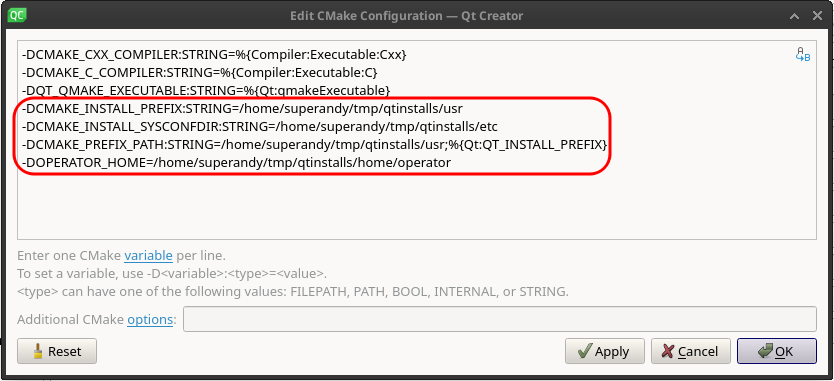 QC
Edit CMake Configuration — Qt Creator
-DCMAKE_CXX_COMPILER:STRING=%{Compiler:Executable:Cxx}
-DCMAKE_C_COMPILER:STRING=%{Compiler:Executable:C}
-DQT_QMAKE_EXECUTABLE:STRING=%{Qt:qmakeExecutable}
-DCMAKE_INSTALL_PREFIX:STRING=/home/superandy/tmp/qtinstalls/usr
-DCMAKE_INSTALL_SYSCONFDIR:STRING=/home/superandy/tmp/qtinstalls/etc
-DCMAKE_PREFIX_PATH:STRING=/home/superandy/tmp/qtinstalls/usr;%{Qt:QT_INSTALL_PREFIX}
-DOPERATOR_HOME=/home/superandy/tmp/qtinstalls/home/operator
A
B
Enter one CMake variable per line.
To set a variable, use -D<variable>:<type>=<value>.
<type> can have one of the following values: FILEPATH, PATH, BOOL, INTERNAL, or STRING.
Additional CMake options:
Reset
Apply
Cancel
OK